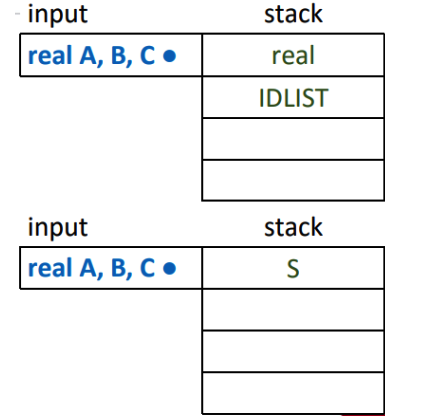 input stack
real A, B, C ● real
IDLIST
input stack
real A, B, C ● S